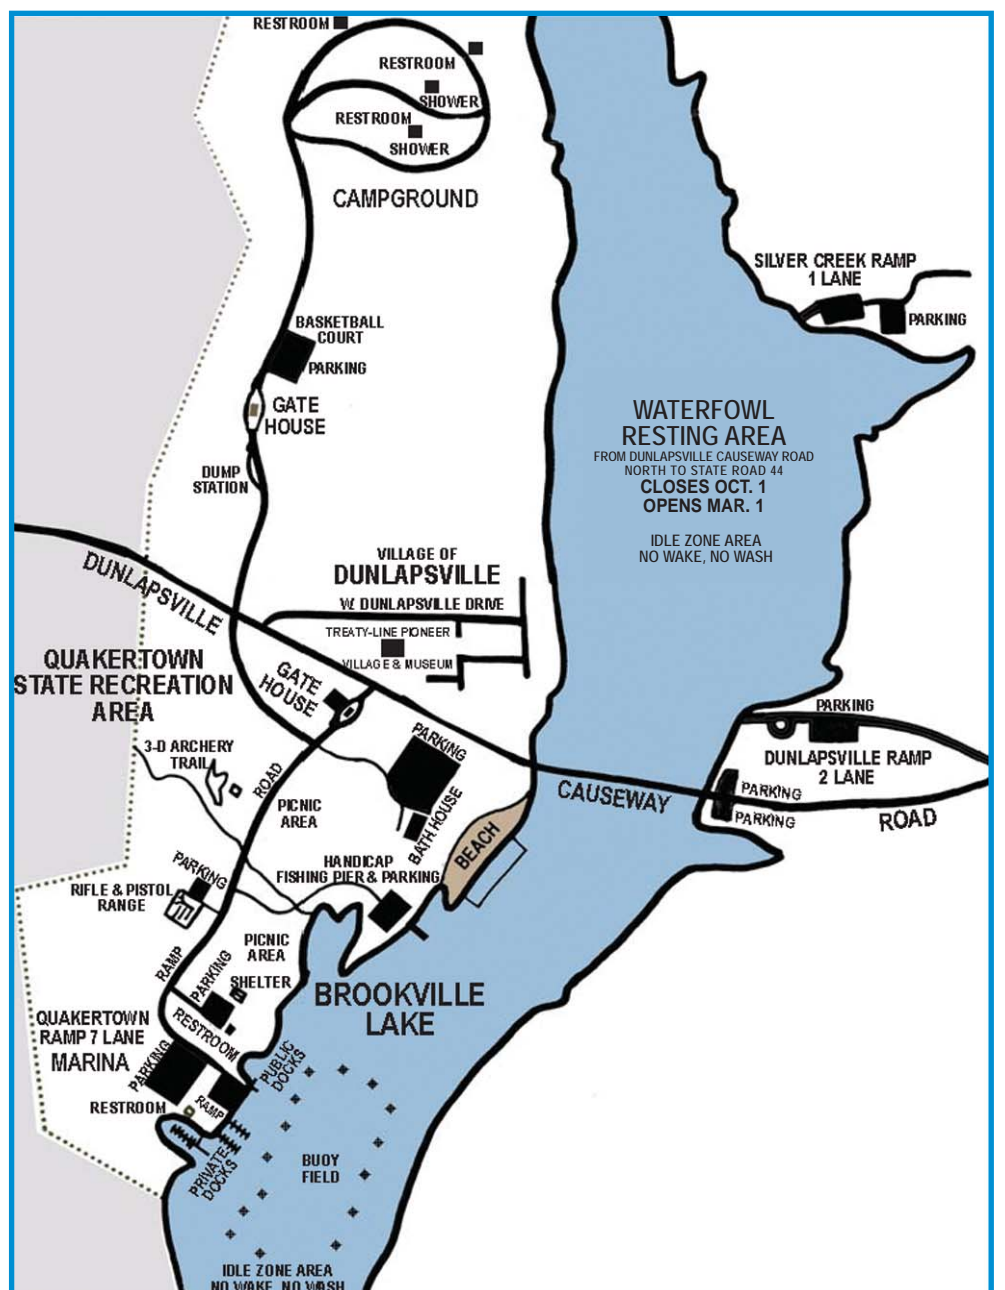 RESTROOM
RESTROOM
SHOWER
RESTROOM
SHOWER
CAMPGROUND
SILVER CREEK RAMP
1 LANE
PARKING
BASKETBALL
COURT
PARKING
GATE
HOUSE
DUMP
STATION
WATERFOWL
RESTING AREA
FROM DUNLAPSVILLE CAUSEWAY ROAD
NORTH TO STATE ROAD 44
CLOSES OCT. 1
OPENS MAR. 1
IDLE ZONE AREA
NO WAKE, NO WASH
VILLAGE OF
DUNLAPSVILLE
W. DUNLAPSVILLE DRIVE
TREATY-LINE PIONEER
VILLAGE & MUSEUM
DUNLAPSVILLE
QUAKERTOWN
STATE RECREATION
AREA
GATE
HOUSE
PARKING
DUNLAPSVILLE RAMP
2 LANE
PARKING
PARKING
CAUSEWAY
ROAD
3-D ARCHERY
TRAIL
ROAD
PICNIC
AREA
PARKING
BATH HOUSE
BEACH
HANDICAP
FISHING PIER & PARKING
PARKING
RIFLE & PISTOL
RANGE
PICNIC
AREA
RAMP
PARKING
SHELTER
RESTROOM
BROOKVILLE
LAKE
QUAKERTOWN
RAMP 7 LANE
MARINA
PARKING
PUBLIC
DOCKS
RESTROOM
RAMP
PRIVATE
DOCKS
BUOY
FIELD
IDLE ZONE AREA
NO WAKE, NO WASH